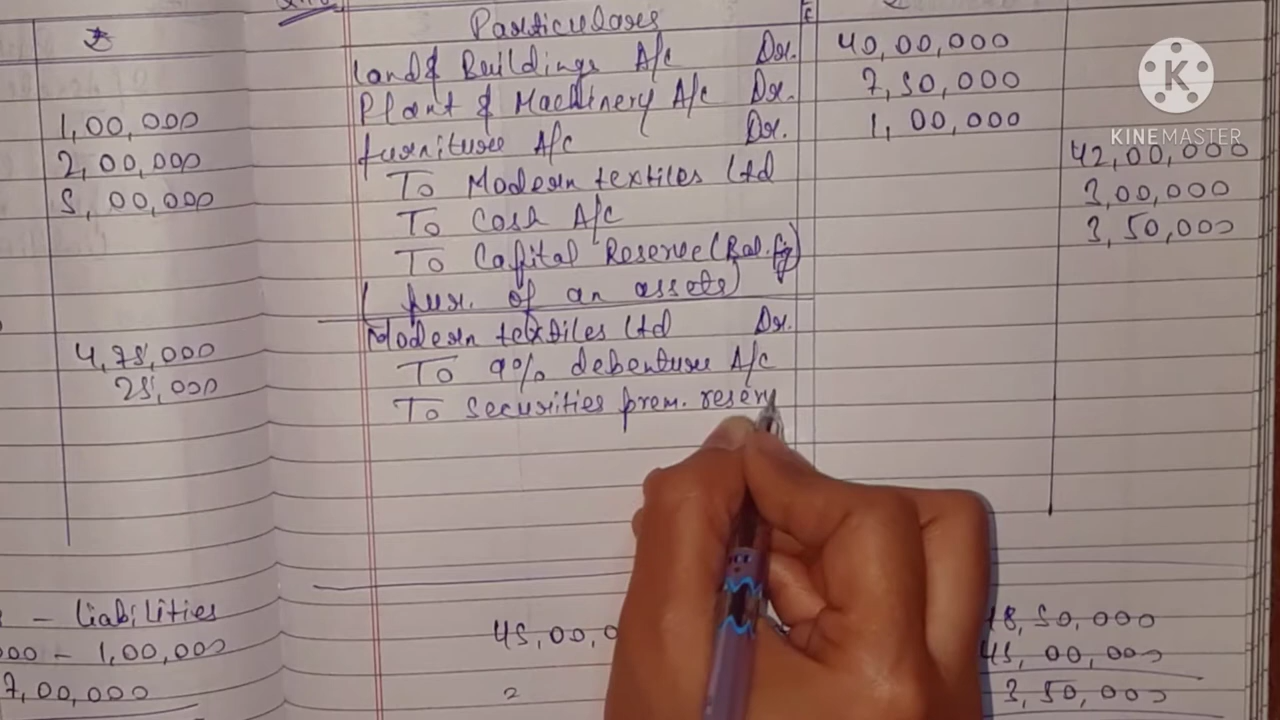 ₹
1,00,000
2,00,000
5,00,000
4,75,000
25,000
- Liabilities
000 - 1,00,000
7,00,000
Particulars
Land & Buildings A/c Dr. 40,00,000
Plant & Machinery A/c Dr. 7,50,000
furniture A/c Dr. 1,00,000
To Modern textiles Ltd 42,00,000
To Cash A/c 3,00,000
To Capital Reserve (Bal. fig) 3,50,000
( pur. of an assets)
Modern textiles Ltd Dr.
To 9% debenture A/c
To Securities prem. reserv
45,00,0
48,50,000
45,00,000
3,50,000
K
KINEMASTER